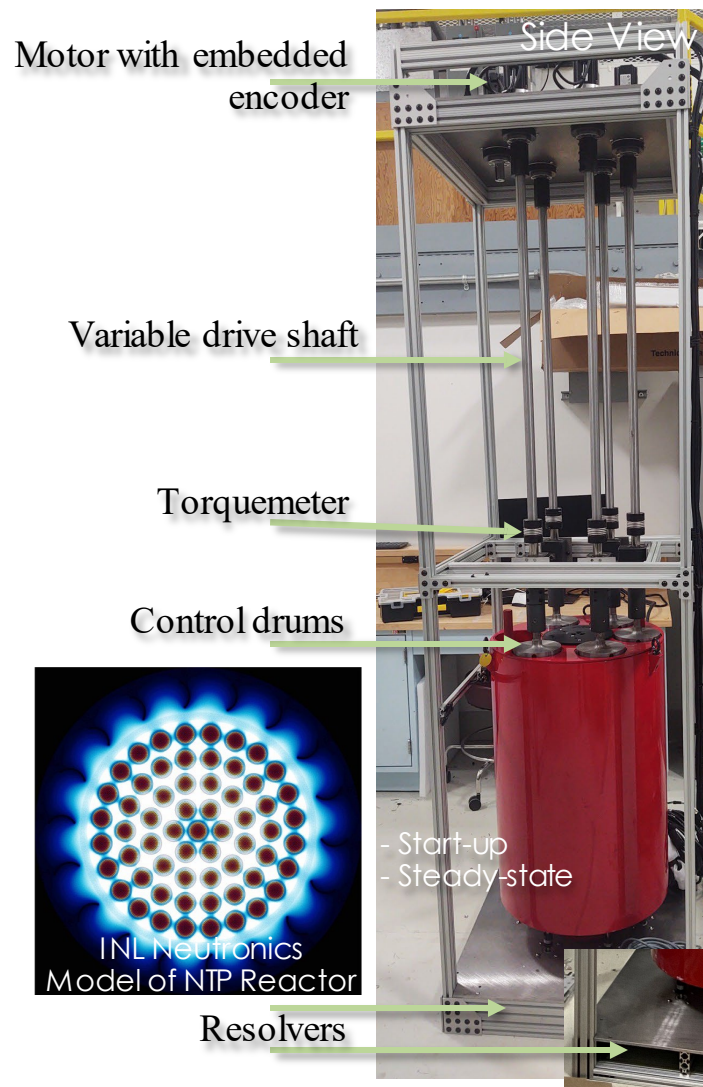 Side View
Motor with embedded
encoder
Variable drive shaft
Technic
Torquemeter
Control drums
- Start-up
- Steady-state
INL Neutronics
Model of NTP Reactor
Resolvers